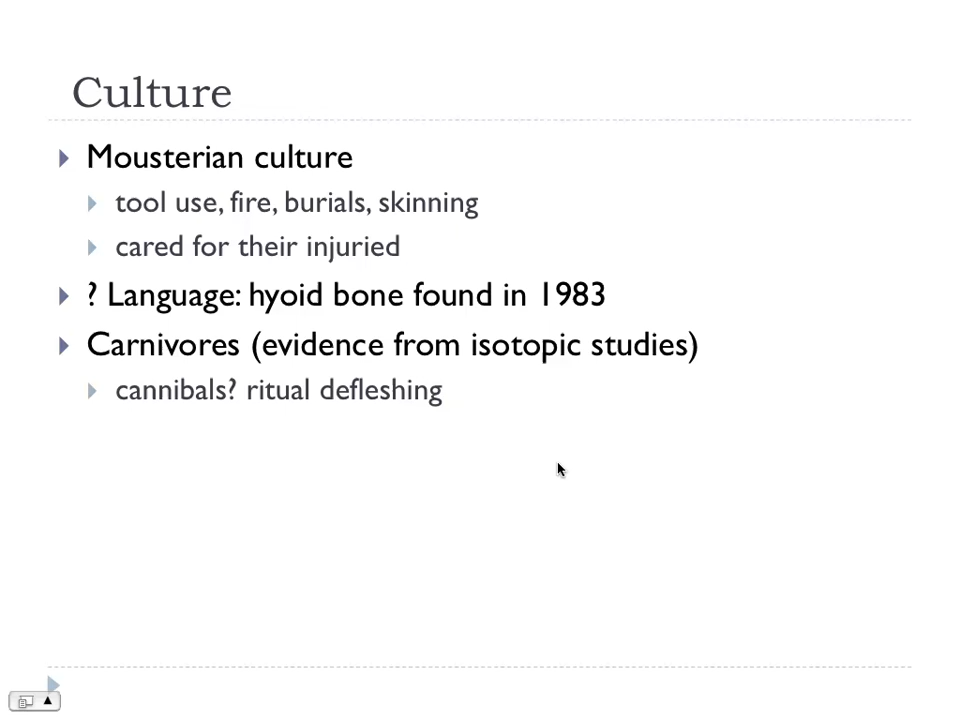 Culture
Mousterian culture
tool use, fire, burials, skinning
cared for their injuried
? Language: hyoid bone found in 1983
Carnivores (evidence from isotopic studies)
cannibals? ritual defleshing